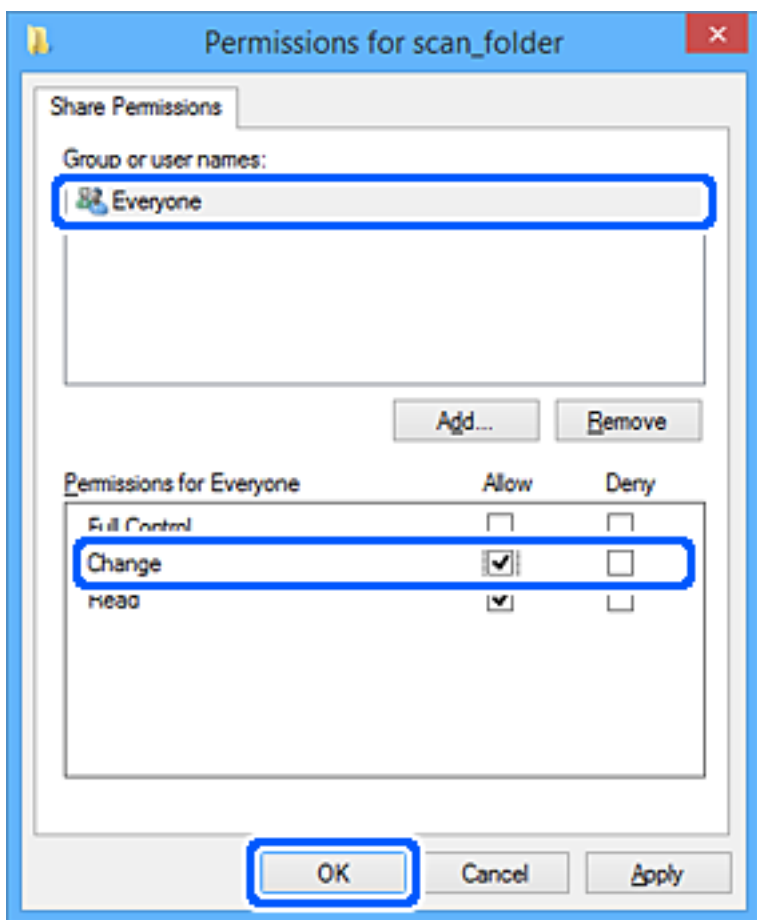 Permissions for scan_folder
Share Permissions
Group or user names:
Everyone
Add... Remove
Permissions for Everyone Allow Deny
Full Control
Change
Read
OK Cancel Apply